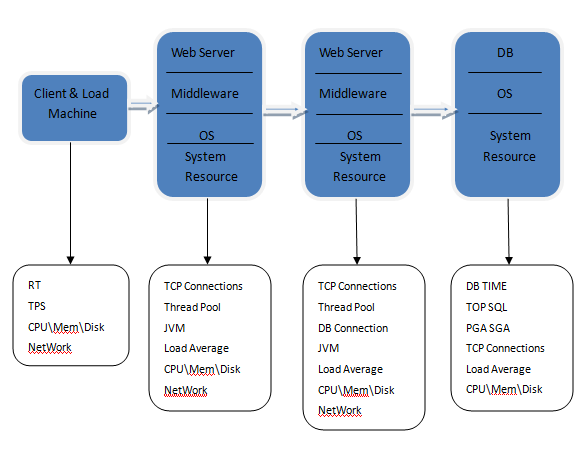 Client & Load
Machine
Web Server
Middleware
OS
System
Resource
Web Server
Middleware
OS
System
Resource
DB
OS
System
Resource
RT
TPS
CPU\Mem\Disk
NetWork
TCP Connections
Thread Pool
JVM
Load Average
CPU\Mem\Disk
NetWork
TCP Connections
Thread Pool
DB Connection
JVM
Load Average
CPU\Mem\Disk
NetWork
DB TIME
TOP SQL
PGA SGA
TCP Connections
Load Average
CPU\Mem\Disk